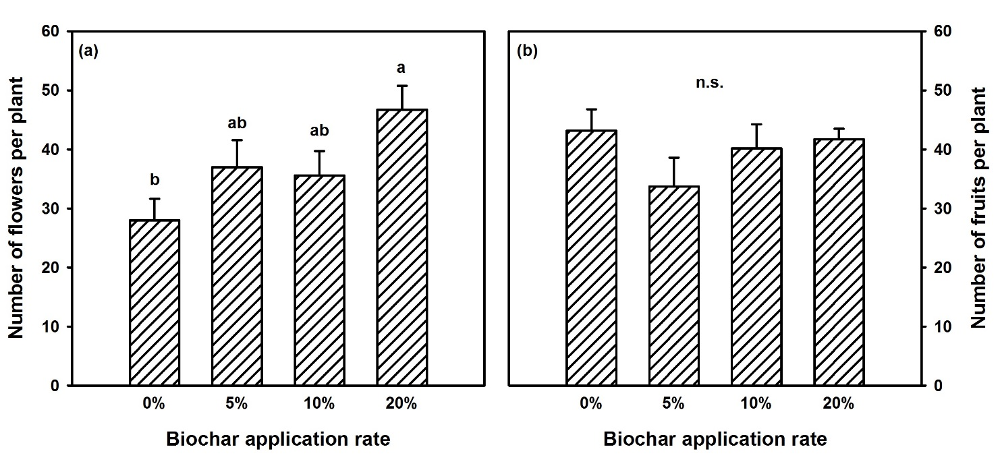 (a)
Number of flowers per plant
60
50
40
30
20
10
0
b
ab
ab
a
0% 5% 10% 20%
Biochar application rate
(b)
n.s.
60
50
40
30
20
10
0
Number of fruits per plant
0% 5% 10% 20%
Biochar application rate